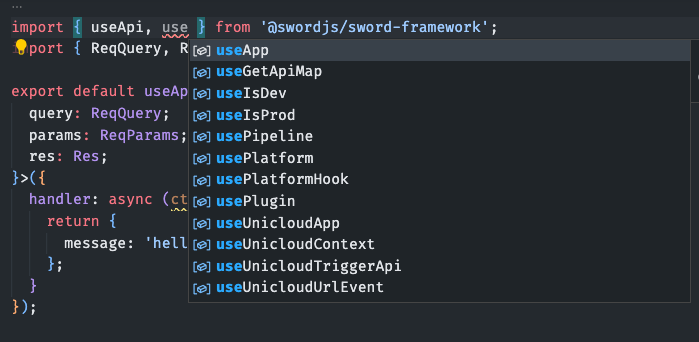 ...
import { useApi, use } from '@swordjs/sword-framework';
port { ReqQuery, R
useApp
useGetApiMap
export default useAp
useIsDev
query: ReqQuery;
useIsProd
params: ReqParams;
usePipeline
res: Res;
usePlatform
}>({
usePlatformHook
handler: async (ct
usePlugin
return {
useUnicloudApp
message: 'hell
useUnicloudContext
};
useUnicloudTriggerApi
}
useUnicloudUrlEvent
});